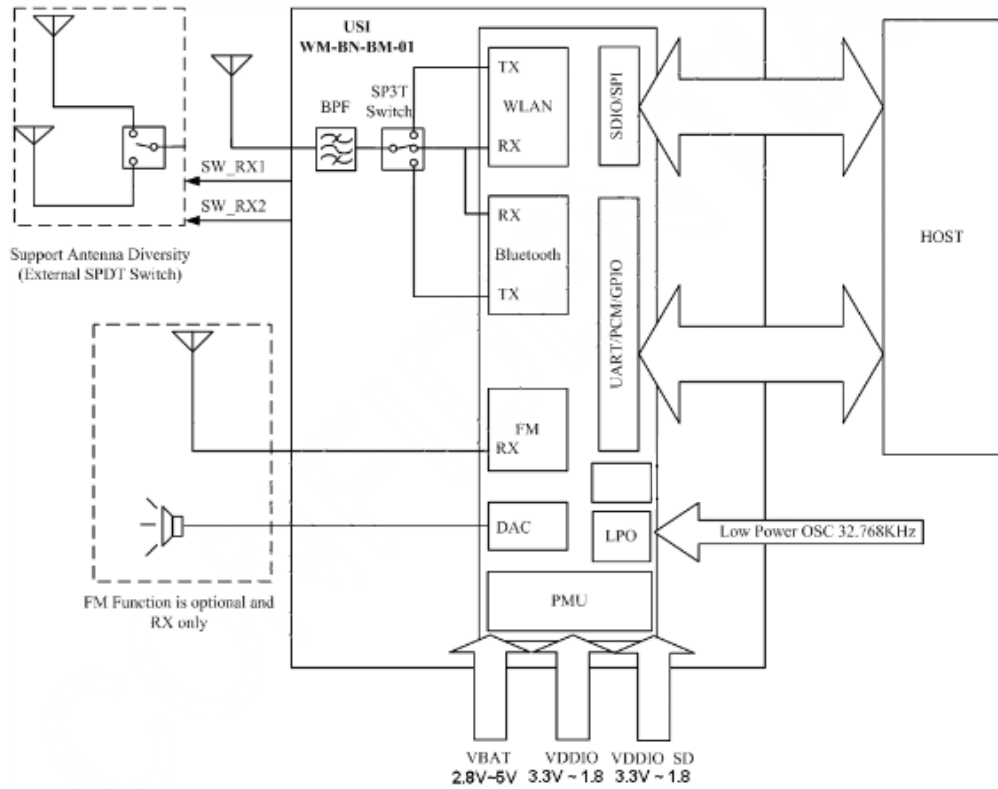 USI
WM-BN-BM-01
TX
WLAN
RX
SDIO/SPI
SP3T
Switch
BPF
SW_RX1
SW_RX2
RX
Bluetooth
TX
UART/PCM/GPIO
HOST
Support Antenna Diversity
(External SPDT Switch)
FM
RX
DAC
LPO
Low Power OSC 32.768KHz
PMU
FM Function is optional and
RX only
VBAT
2.8V~5V
VDDIO
3.3V ~ 1.8
VDDIO SD
3.3V ~ 1.8